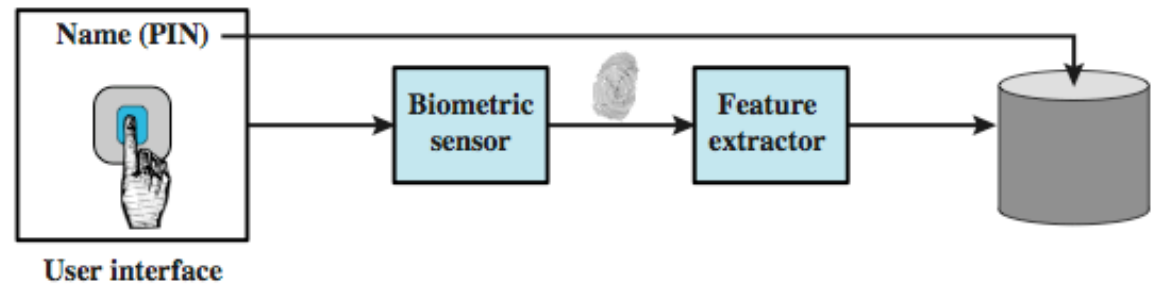 Name (PIN)
Biometric
sensor
Feature
extractor
User interface